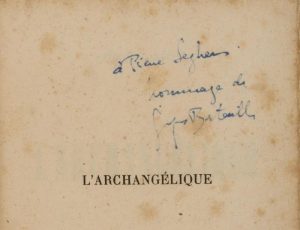 à Pierre Seghers
hommage de
Georges Bataille
L'ARCHANGÉLIQUE